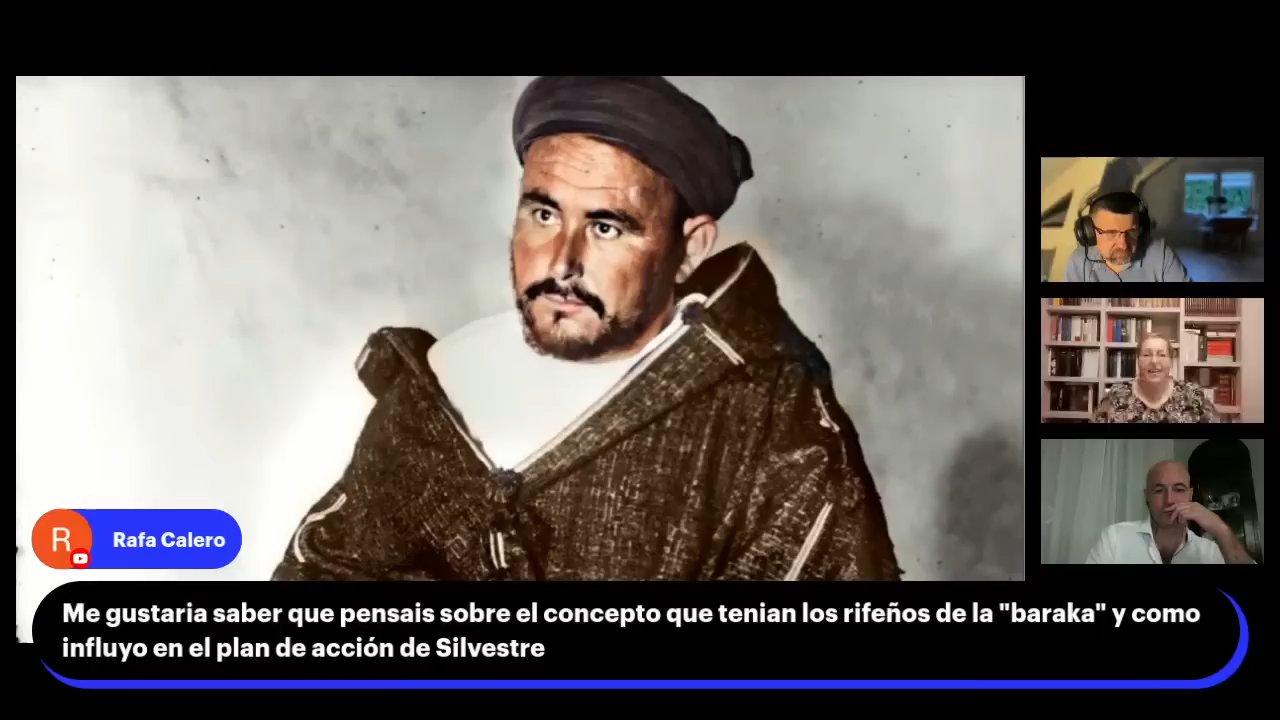 R
Rafa Calero
Me gustaria saber que pensais sobre el concepto que tenian los rifeños de la "baraka" y como
influyo en el plan de acción de Silvestre